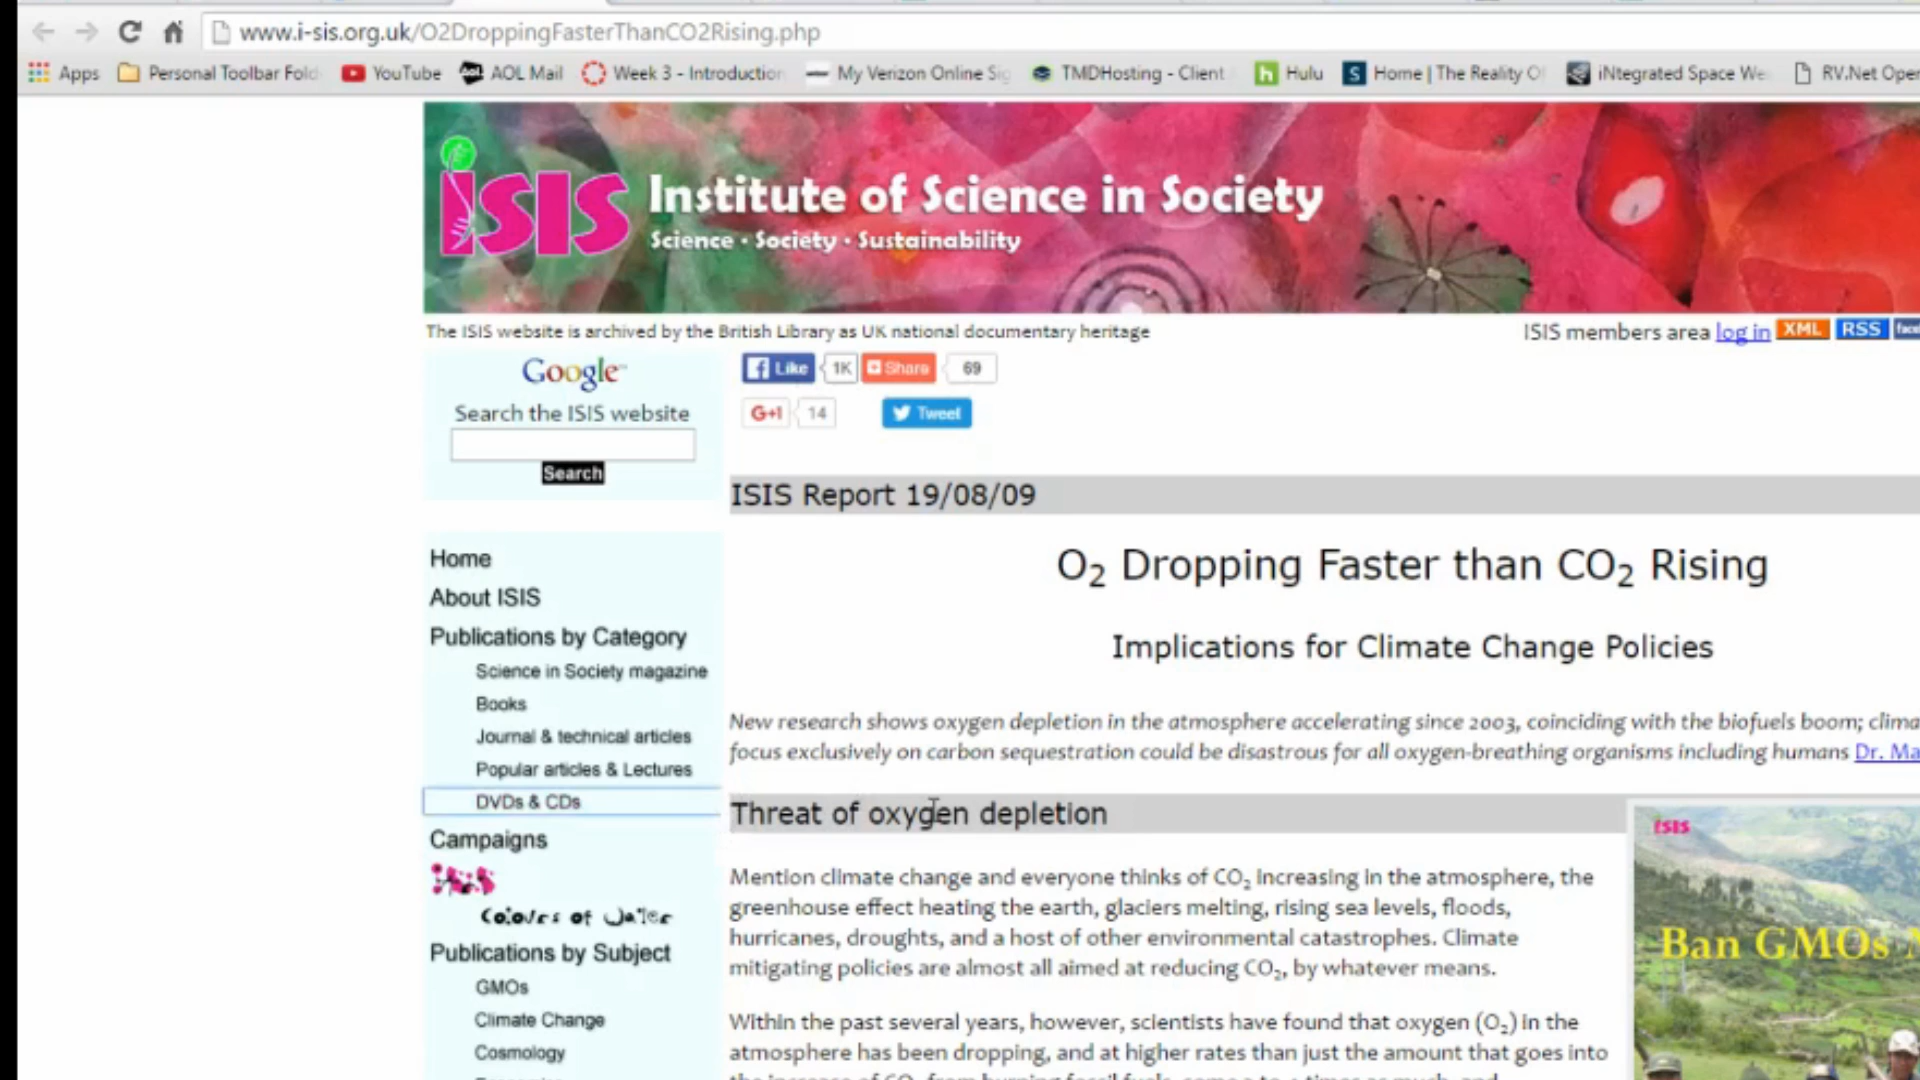 www.i-sis.org.uk/O2DroppingFasterThanCO2Rising.php
Apps Personal Toolbar Fold YouTube AOL Mail Week 3 - Introduction My Verizon Online Sig TMDHosting - Client Hulu Home | The Reality Of iNtegrated Space We RV.Net Oper
ISIS Institute of Science in Society
Science • Society • Sustainability
The ISIS website is archived by the British Library as UK national documentary heritage
ISIS members area log in XML RSS
Google
Search the ISIS website
Search
Like 1K Share 69
G+1 14 Tweet
ISIS Report 19/08/09
O2 Dropping Faster than CO2 Rising
Implications for Climate Change Policies
New research shows oxygen depletion in the atmosphere accelerating since 2003, coinciding with the biofuels boom; clima
focus exclusively on carbon sequestration could be disastrous for all oxygen-breathing organisms including humans Dr. Ma
Home
About ISIS
Publications by Category
Science in Society magazine
Books
Journal & technical articles
Popular articles & Lectures
DVDs & CDs
Campaigns
ISIS
Colours of Water
Publications by Subject
GMOs
Climate Change
Cosmology
Threat of oxygen depletion
Mention climate change and everyone thinks of CO2 increasing in the atmosphere, the
greenhouse effect heating the earth, glaciers melting, rising sea levels, floods,
hurricanes, droughts, and a host of other environmental catastrophes. Climate
mitigating policies are almost all aimed at reducing CO2, by whatever means.
Within the past several years, however, scientists have found that oxygen (O2) in the
atmosphere has been dropping, and at higher rates than just the amount that goes into
ISIS
Ban GMOs